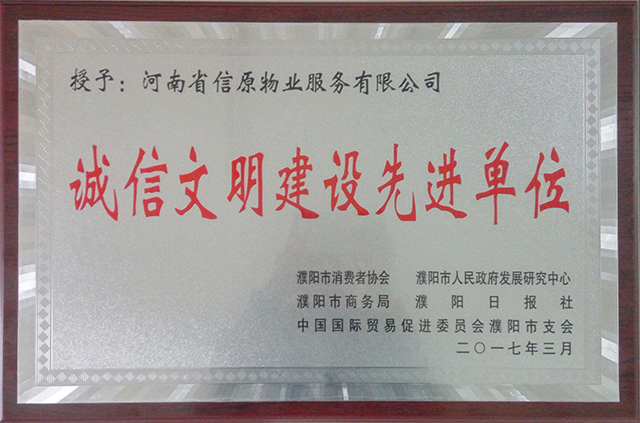 授予：河南省信原物业服务有限公司
诚信文明建设先进单位
濮阳市消费者协会 濮阳市人民政府发展研究中心
濮阳市商务局 濮阳日报社
中国国际贸易促进委员会濮阳市支会
二〇一七年三月